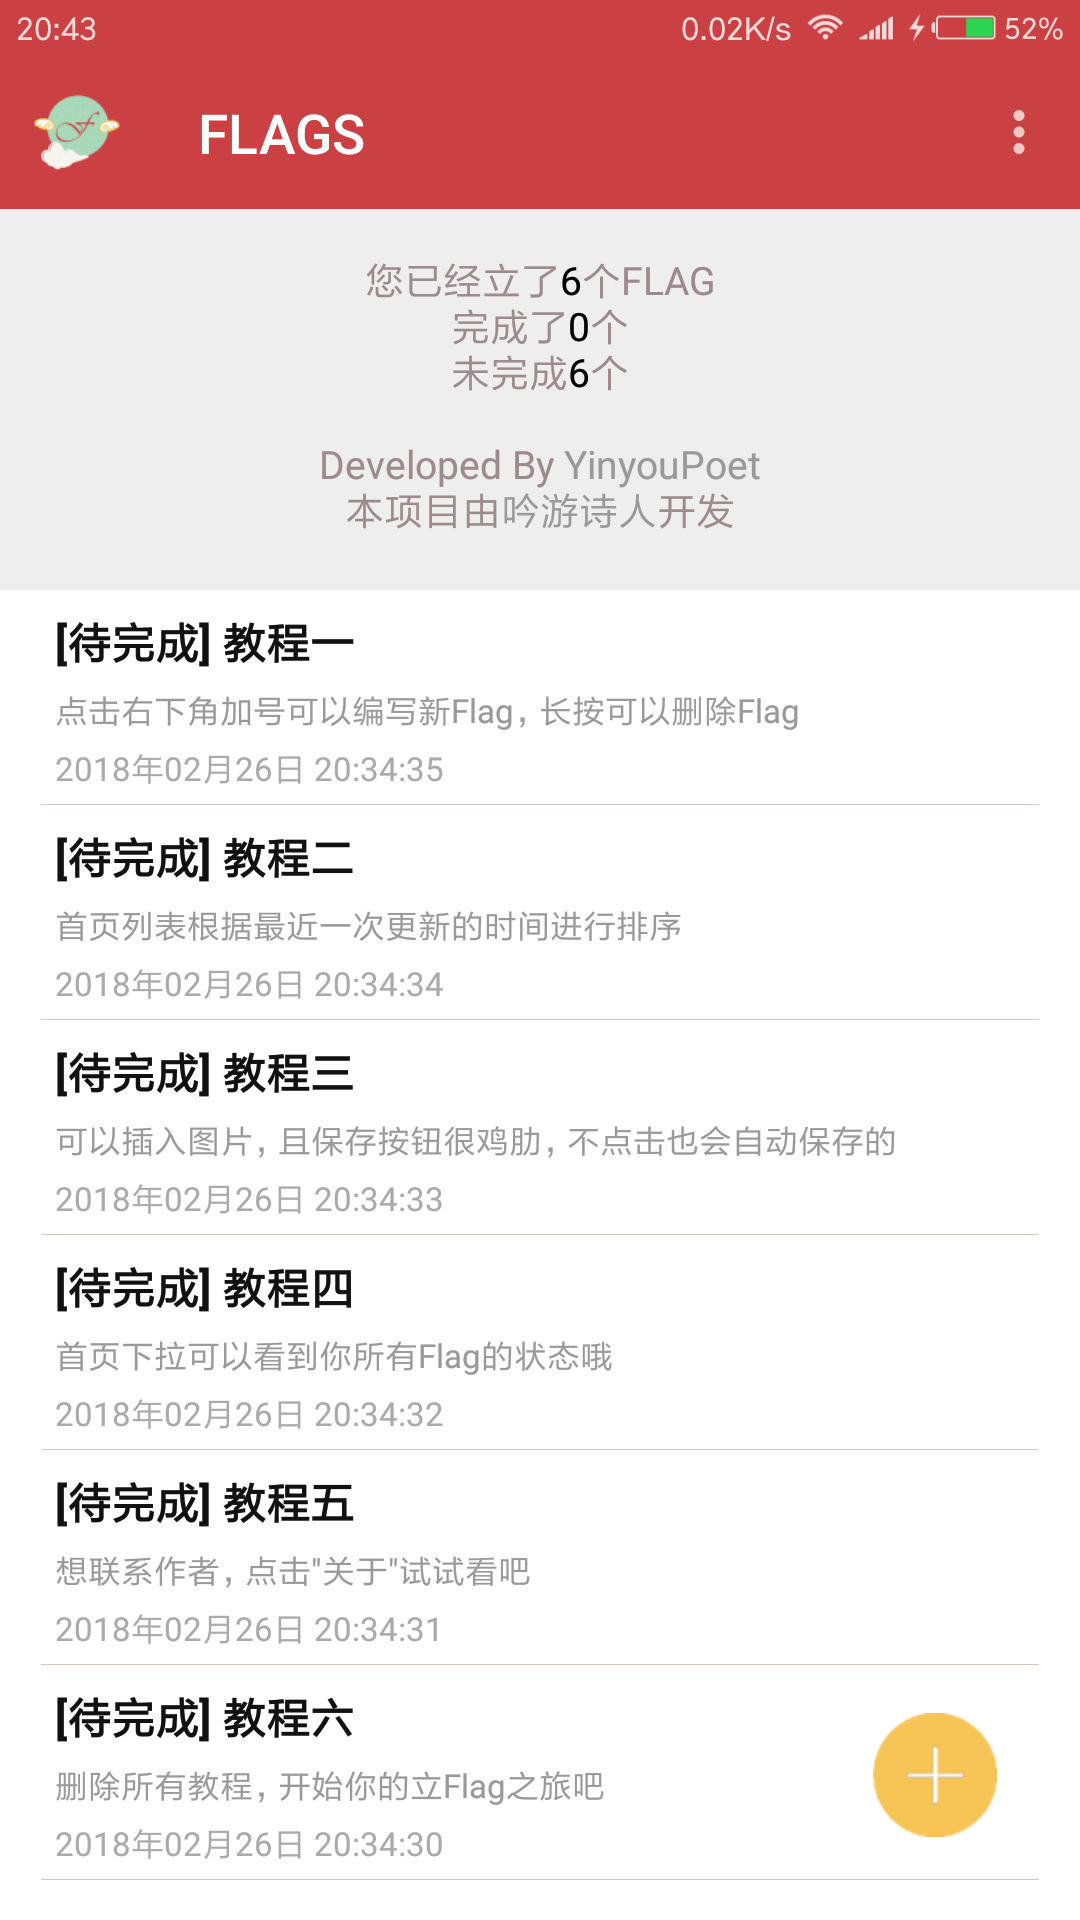 20:43 0.02K/s 52%
FLAGS
您已经立了6个FLAG
完成了0个
未完成6个
Developed By YinyouPoet
本项目由吟游诗人开发
[待完成] 教程一
点击右下角加号可以编写新Flag，长按可以删除Flag
2018年02月26日 20:34:35
[待完成] 教程二
首页列表根据最近一次更新的时间进行排序
2018年02月26日 20:34:34
[待完成] 教程三
可以插入图片，且保存按钮很鸡肋，不点击也会自动保存的
2018年02月26日 20:34:33
[待完成] 教程四
首页下拉可以看到你所有Flag的状态哦
2018年02月26日 20:34:32
[待完成] 教程五
想联系作者，点击"关于"试试看吧
2018年02月26日 20:34:31
[待完成] 教程六
删除所有教程，开始你的立Flag之旅吧
2018年02月26日 20:34:30